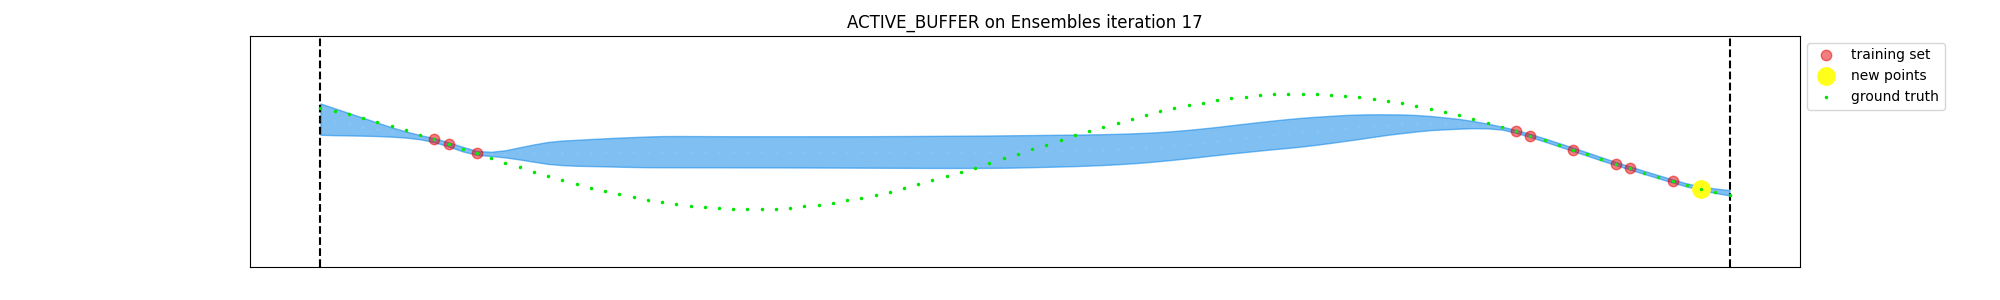 ACTIVE_BUFFER on Ensembles iteration 17
training set
new points
ground truth